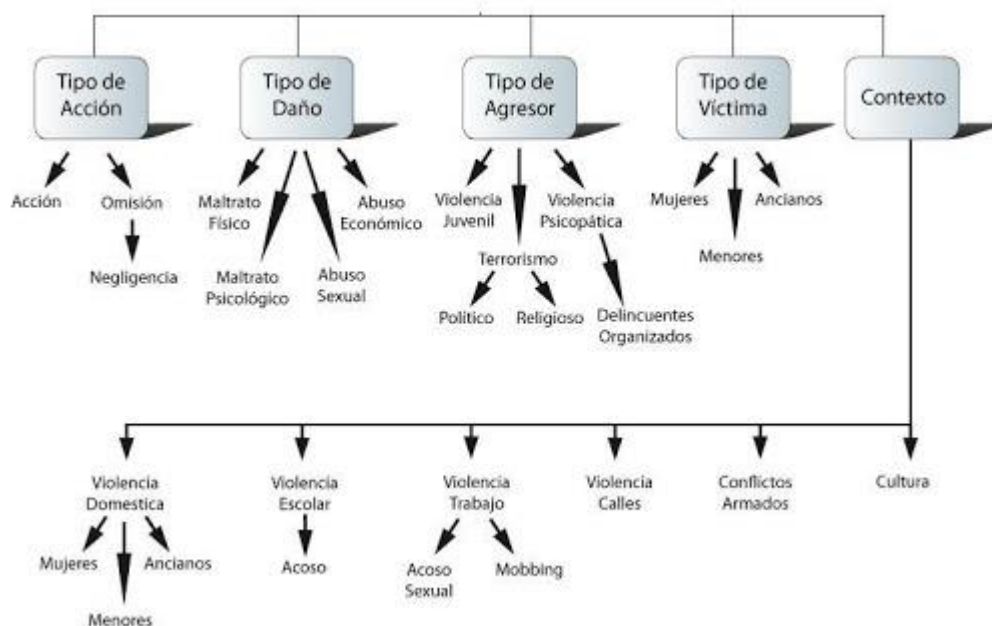 Tipo de
Acción
Tipo de
Daño
Tipo de
Agresor
Tipo de
Víctima
Contexto
Acción
Omisión
Negligencia
Maltrato
Físico
Maltrato
Psicológico
Abuso
Sexual
Abuso
Económico
Violencia
Juvenil
Terrorismo
Político
Religioso
Violencia
Psicopática
Delincuentes
Organizados
Mujeres
Menores
Ancianos
Violencia
Domestica
Mujeres
Menores
Ancianos
Violencia
Escolar
Acoso
Violencia
Trabajo
Acoso
Sexual
Mobbing
Violencia
Calles
Conflictos
Armados
Cultura